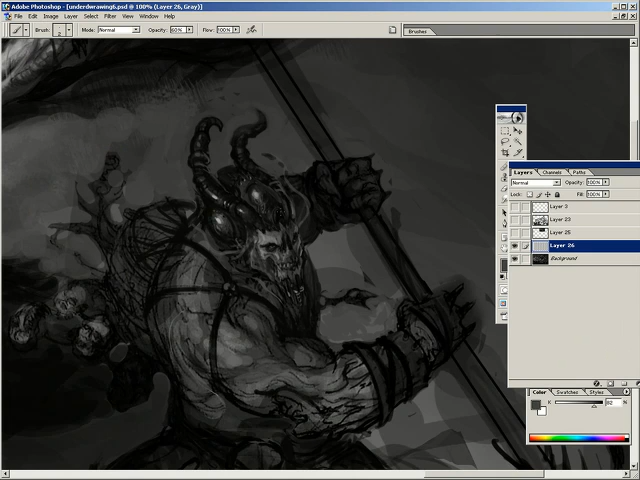 Adobe Photoshop - [underdwrawing6.psd @ 100% (Layer 26, Gray)]
File Edit Image Layer Select Filter View Window Help
Brush: 2 Mode: Normal Opacity: 60% Flow: 100% Brushes
Layers Channels Paths
Normal Opacity: 100%
Lock: Fill: 100%
Layer 3
Layer 23
Layer 25
Layer 26
Background
Color Swatches Styles
K 82 %